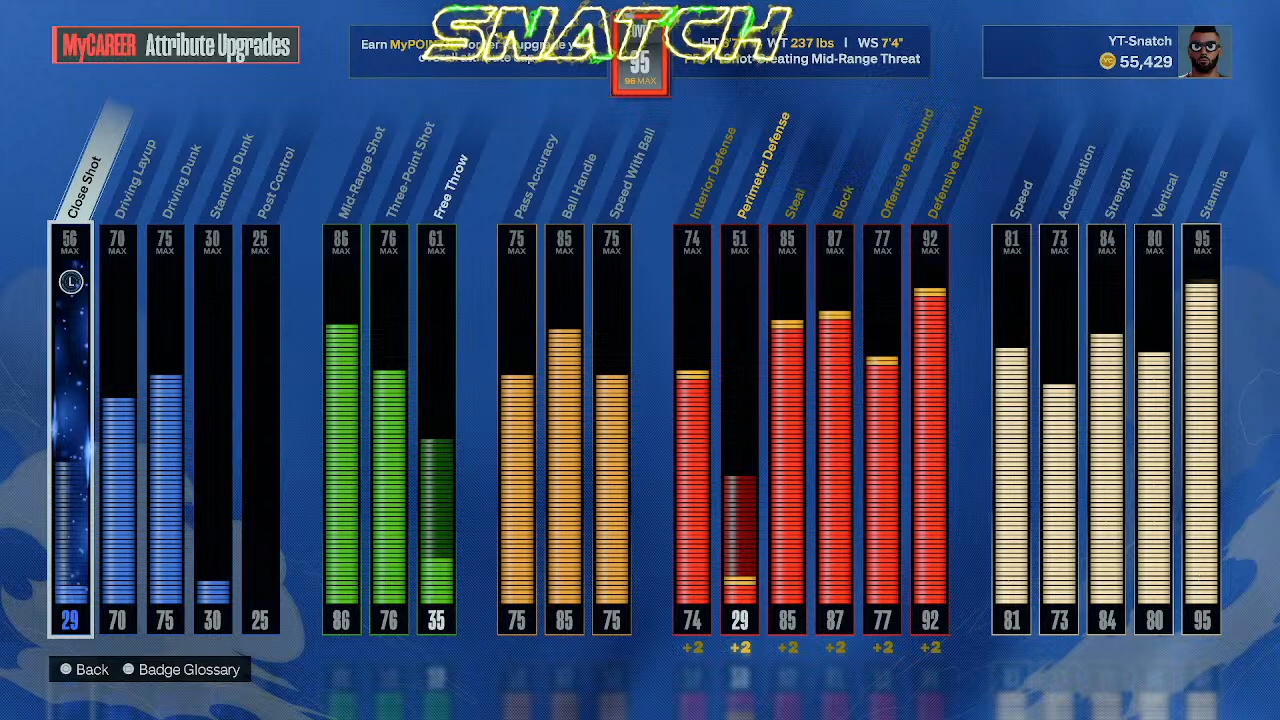 SNATCH
MyCAREER Attribute Upgrades
Earn MyPOI
95
96 MAX
WT 237 lbs | WS 7'4"
Mid-Range Threat
YT-Snatch
VC 55,429
Close Shot
Driving Layup
Driving Dunk
Standing Dunk
Post Control
Mid-Range Shot
Three-Point Shot
Free Throw
Pass Accuracy
Ball Handle
Speed With Ball
Interior Defense
Perimeter Defense
Steal
Block
Offensive Rebound
Defensive Rebound
Speed
Acceleration
Strength
Vertical
Stamina
56 70 75 30 25 86 76 61 75 85 75 74 51 85 87 77 92 81 73 84 80 95
MAX MAX MAX MAX MAX MAX MAX MAX MAX MAX MAX MAX MAX MAX MAX MAX MAX MAX MAX MAX MAX MAX
L
29 70 75 30 25 86 76 35 75 85 75 74 29 85 87 77 92 81 73 84 80 95
+2 +2 +2 +2 +2 +2
Back Badge Glossary